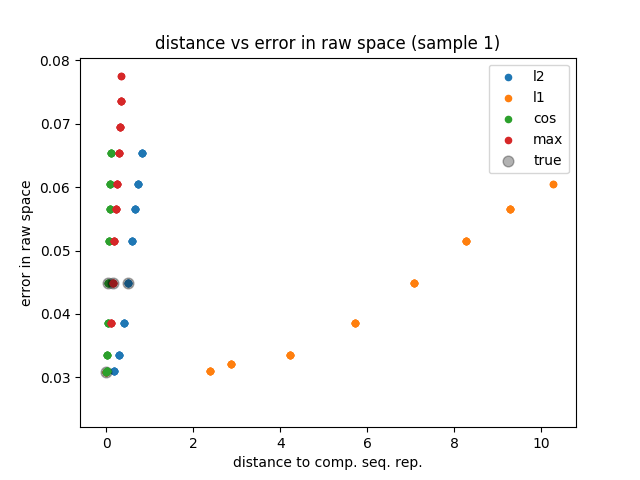 distance vs error in raw space (sample 1)
0.08
0.07
0.06
0.05
0.04
0.03
error in raw space
l2
l1
cos
max
true
0 2 4 6 8 10
distance to comp. seq. rep.